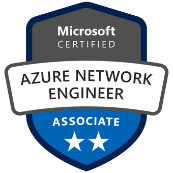 Microsoft
CERTIFIED
AZURE NETWORK
ENGINEER
ASSOCIATE